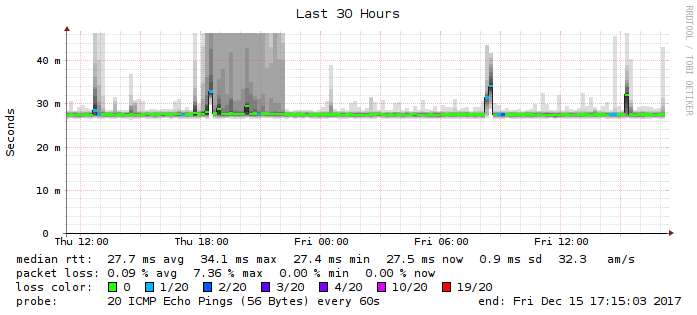 Last 30 Hours
RRDTOOL / TOBI OETIKER
Seconds
40 m
30 m
20 m
10 m
0
Thu 12:00 Thu 18:00 Fri 00:00 Fri 06:00 Fri 12:00
median rtt: 27.7 ms avg 34.1 ms max 27.4 ms min 27.5 ms now 0.9 ms sd 32.3 am/s
packet loss: 0.09 % avg 7.36 % max 0.00 % min 0.00 % now
loss color: 0 1/20 2/20 3/20 4/20 10/20 19/20
probe: 20 ICMP Echo Pings (56 Bytes) every 60s end: Fri Dec 15 17:15:03 2017